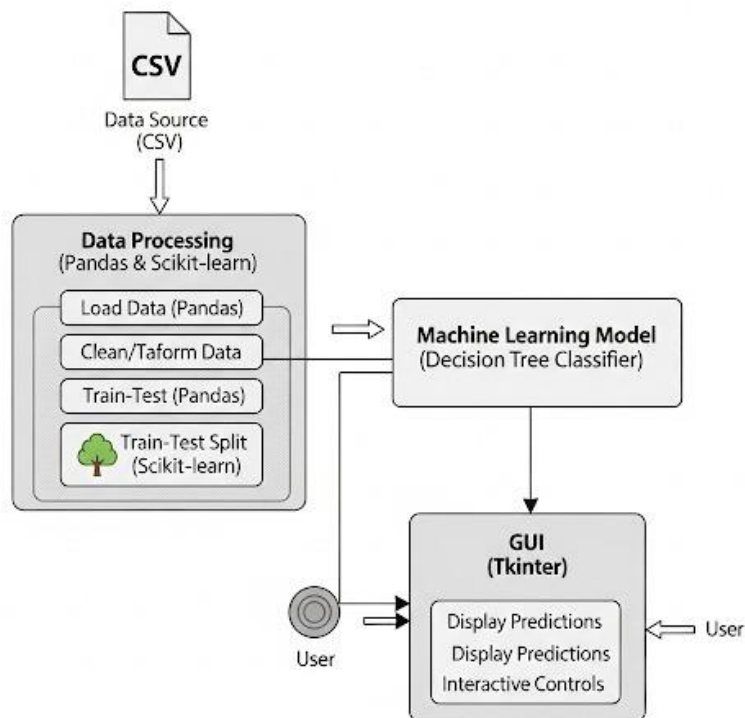 CSV
Data Source
(CSV)
Data Processing
(Pandas & Scikit-learn)
Load Data (Pandas)
Clean/Taform Data
Train-Test (Pandas)
Train-Test Split
(Scikit-learn)
Machine Learning Model
(Decision Tree Classifier)
GUI
(Tkinter)
Display Predictions
Display Predictions
Interactive Controls
User
User